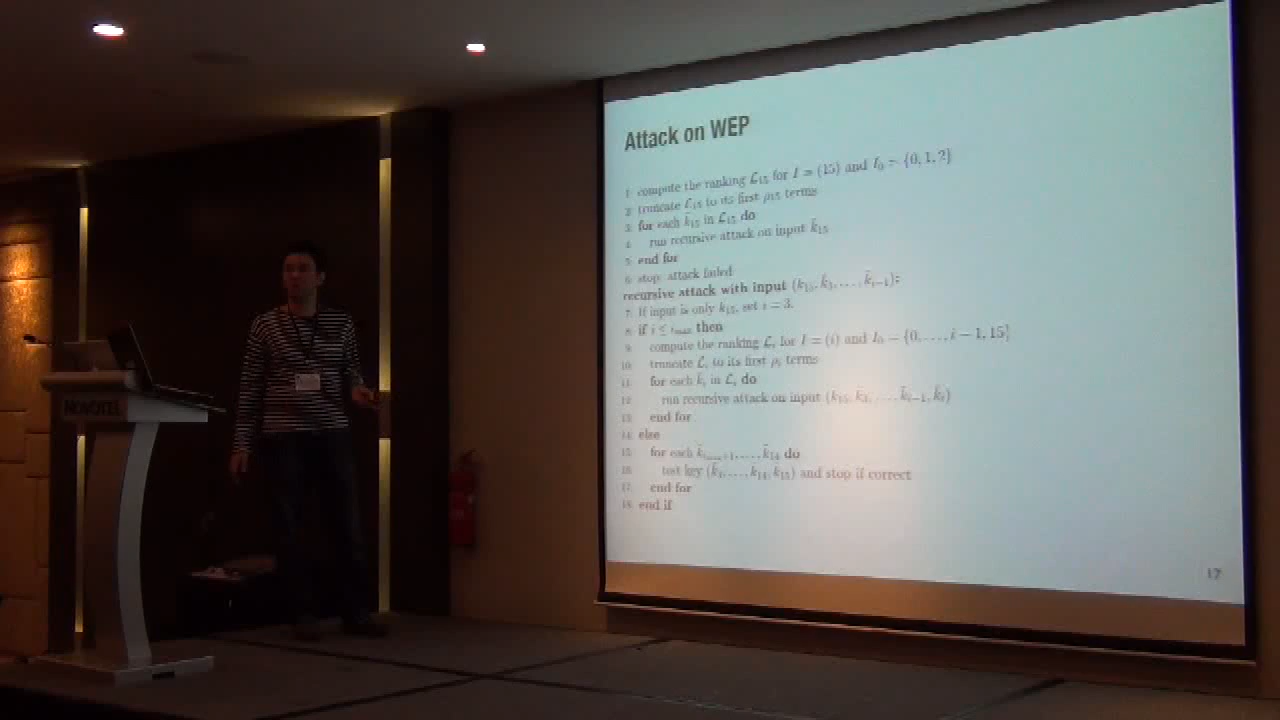 Attack on WEP
1: compute the ranking ℒ₁₅ for I = (15) and I₀ = {0, 1, 2}
2: truncate ℒ₁₅ to its first ρ₁₅ terms
3: for each k̄₁₅ in ℒ₁₅ do
4: run recursive attack on input k̄₁₅
5: end for
6: stop: attack failed
recursive attack with input (k̄₁₅, k̄₃, . . . , k̄ᵢ₋₁):
7: If input is only k̄₁₅, set i = 3.
8: if i ≤ iₘₐₓ then
9: compute the ranking ℒᵢ for I = (i) and I₀ = {0, . . . , i − 1, 15}
10: truncate ℒᵢ to its first ρᵢ terms
11: for each k̄ᵢ in ℒᵢ do
12: run recursive attack on input (k̄₁₅, k̄₃, . . . , k̄ᵢ₋₁, k̄ᵢ)
13: end for
14: else
15: for each k̄ᵢₘₐₓ₊₁, . . . , k̄₁₄ do
16: test key (k̄₃, . . . , k̄₁₄, k̄₁₅) and stop if correct
17: end for
18: end if
17
NOVOTEL